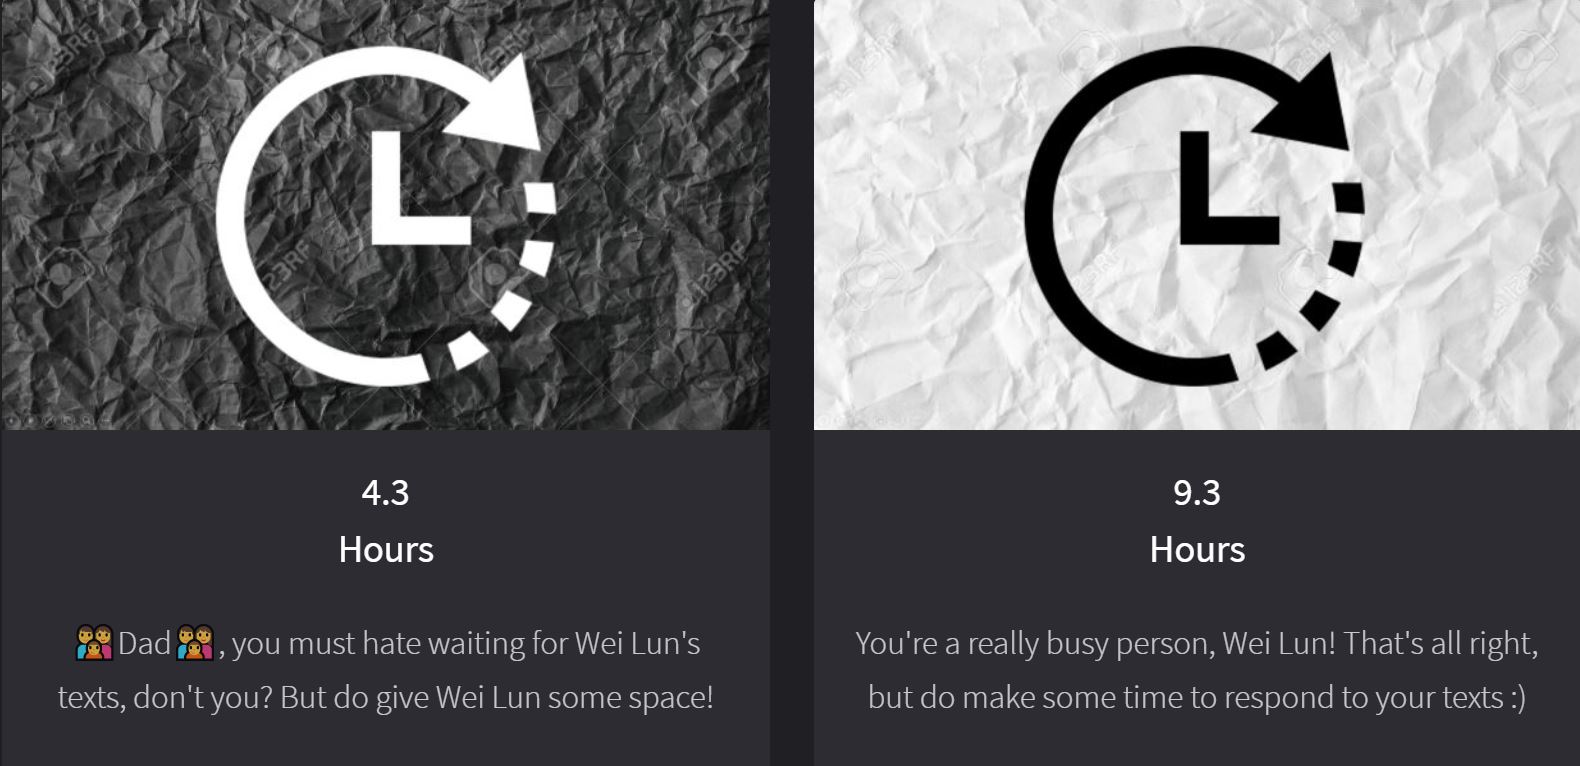 4.3
Hours
👨‍👩‍👦Dad👨‍👩‍👦, you must hate waiting for Wei Lun's
texts, don't you? But do give Wei Lun some space!
9.3
Hours
You're a really busy person, Wei Lun! That's all right,
but do make some time to respond to your texts :)